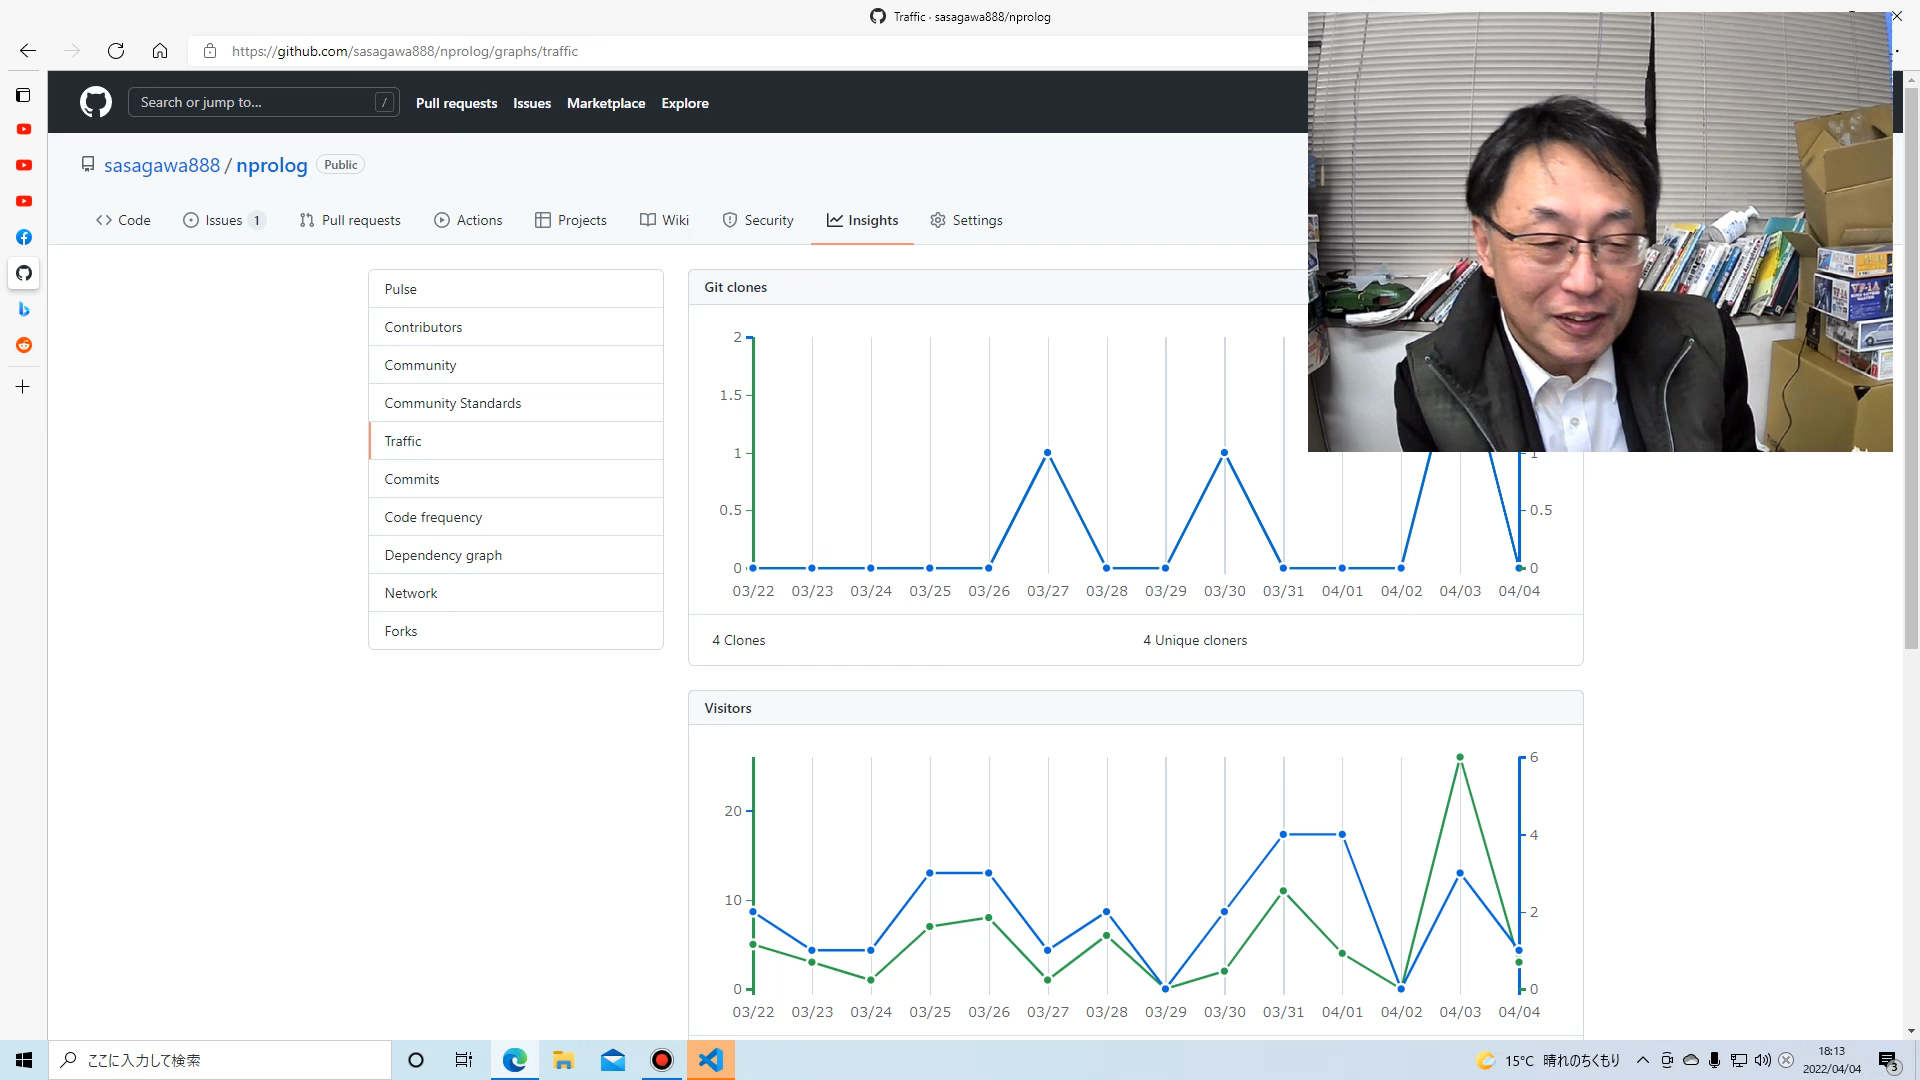 Traffic · sasagawa888/nprolog
https://github.com/sasagawa888/nprolog/graphs/traffic
Search or jump to... /
Pull requests Issues Marketplace Explore
sasagawa888 / nprolog Public
Code Issues 1 Pull requests Actions Projects Wiki Security Insights Settings
Pulse
Contributors
Community
Community Standards
Traffic
Commits
Code frequency
Dependency graph
Network
Forks
Git clones
2
1.5
1 1
0.5 0.5
0 0
03/22 03/23 03/24 03/25 03/26 03/27 03/28 03/29 03/30 03/31 04/01 04/02 04/03 04/04
4 Clones 4 Unique cloners
Visitors
6
20
4
10
2
0 0
03/22 03/23 03/24 03/25 03/26 03/27 03/28 03/29 03/30 03/31 04/01 04/02 04/03 04/04
VF-1A
ここに入力して検索
15°C 晴れのちくもり
18:13
2022/04/04
3